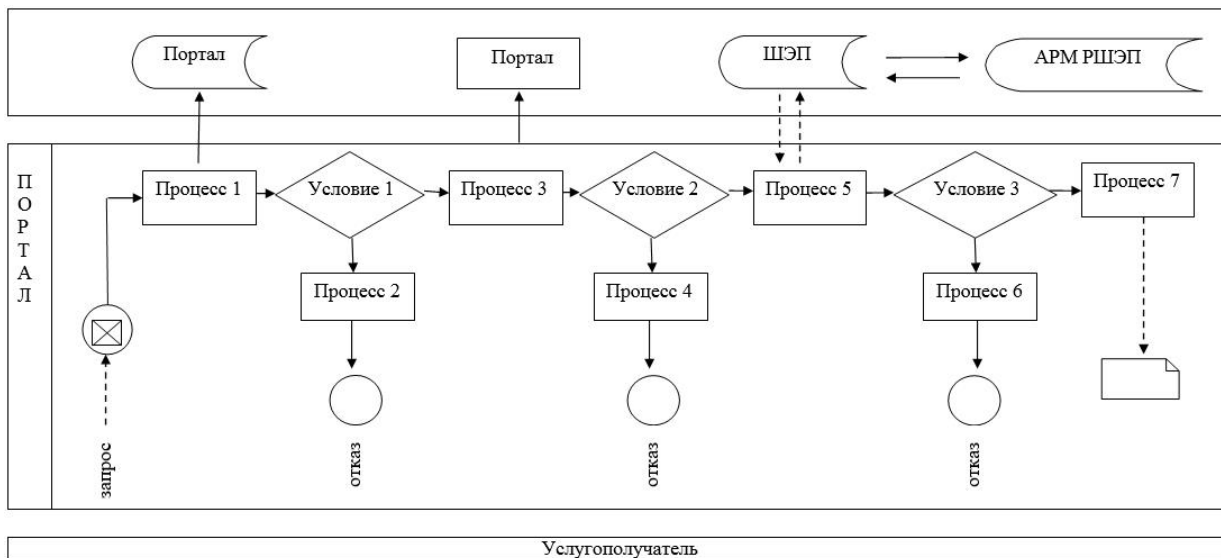 Портал
Портал
ШЭП
АРМ РШЭП
ПОРТАЛ
Процесс 1
Условие 1
Процесс 3
Условие 2
Процесс 5
Условие 3
Процесс 7
Процесс 2
Процесс 4
Процесс 6
запрос
отказ
отказ
отказ
Услугополучатель